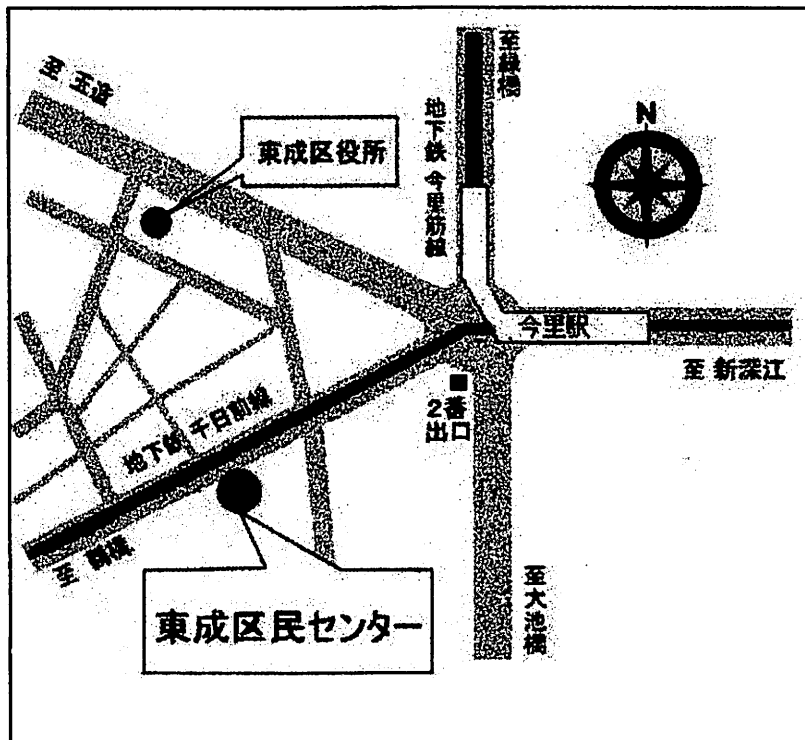 至 玉造
東成区役所
地下鉄 今里筋線
至緑橋
N
今里駅
至 新深江
2番
出口
地下鉄 千日前線
至 鶴橋
東成区民センター
至大池橋